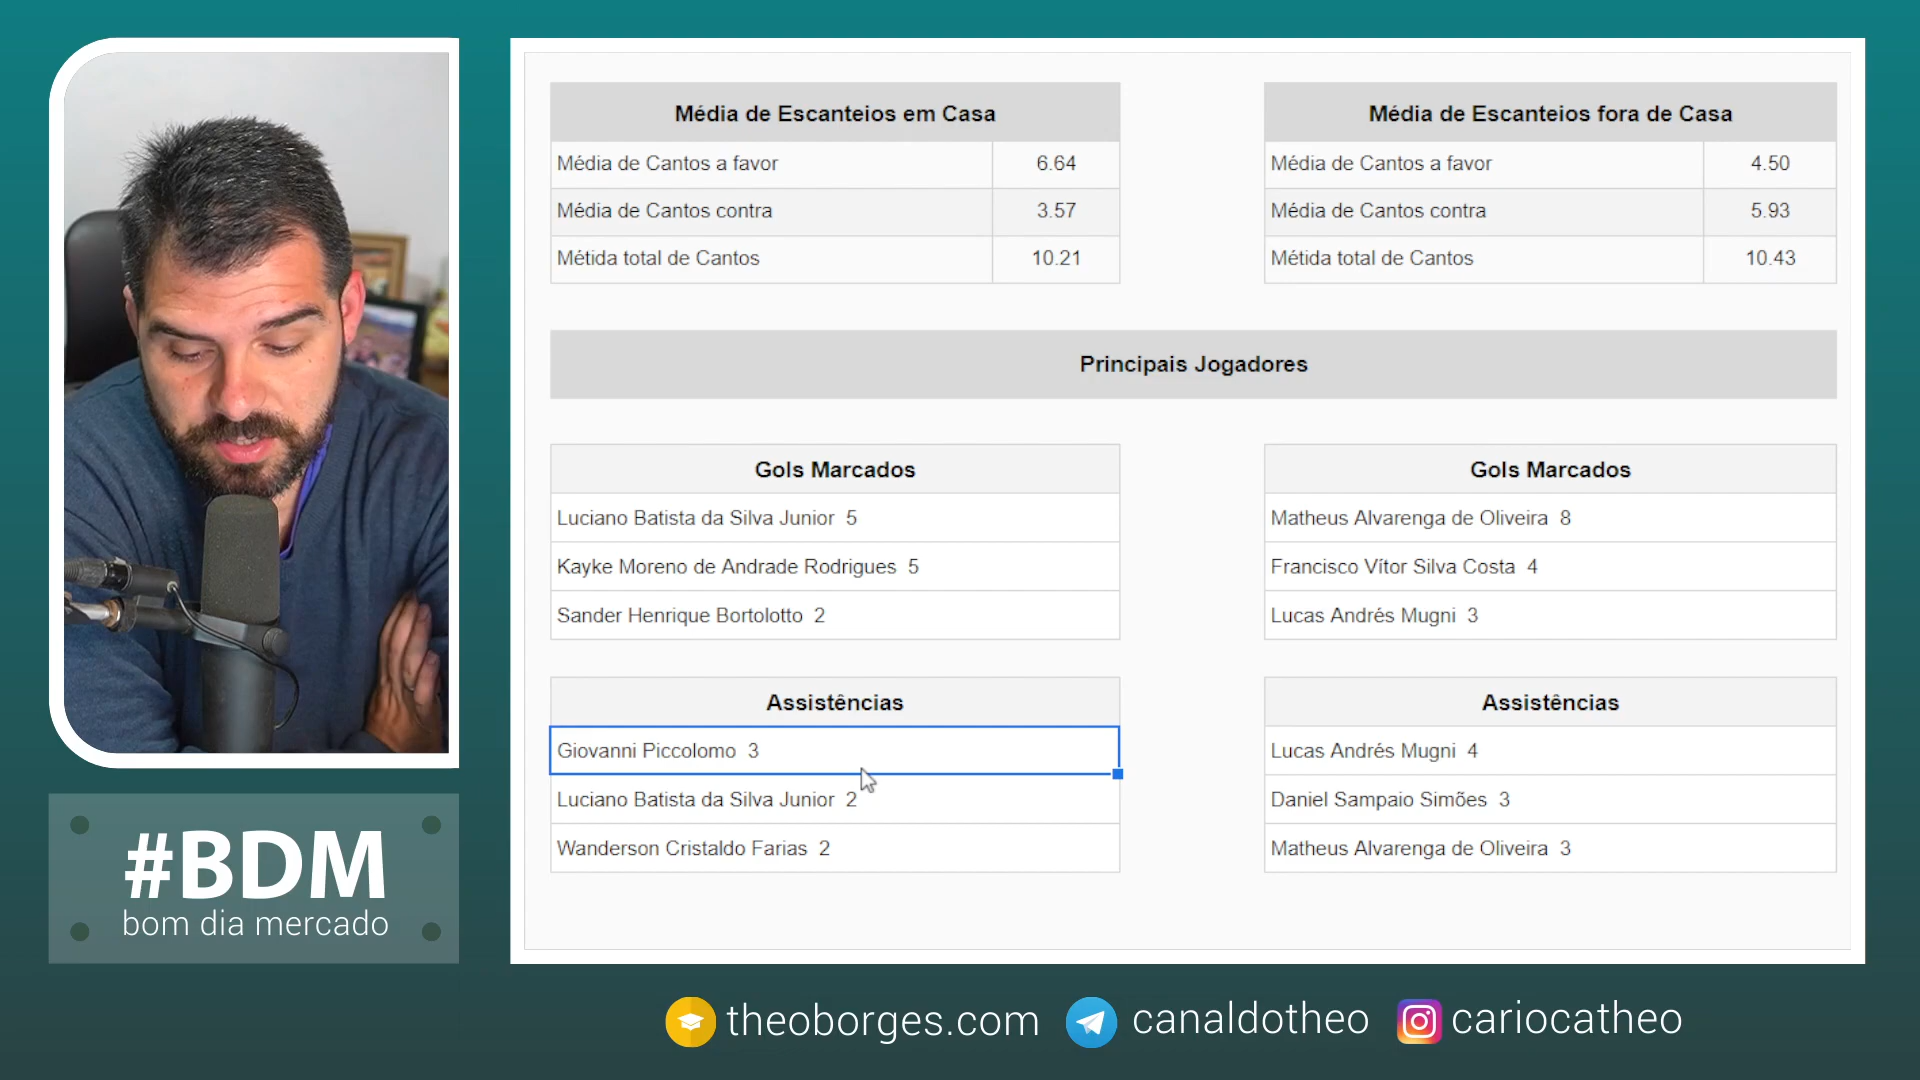 Média de Escanteios em Casa
Média de Cantos a favor 6.64
Média de Cantos contra 3.57
Métida total de Cantos 10.21
Média de Escanteios fora de Casa
Média de Cantos a favor 4.50
Média de Cantos contra 5.93
Métida total de Cantos 10.43
Principais Jogadores
Gols Marcados
Luciano Batista da Silva Junior 5
Kayke Moreno de Andrade Rodrigues 5
Sander Henrique Bortolotto 2
Gols Marcados
Matheus Alvarenga de Oliveira 8
Francisco Vítor Silva Costa 4
Lucas Andrés Mugni 3
Assistências
Giovanni Piccolomo 3
Luciano Batista da Silva Junior 2
Wanderson Cristaldo Farias 2
Assistências
Lucas Andrés Mugni 4
Daniel Sampaio Simões 3
Matheus Alvarenga de Oliveira 3
#BDM
bom dia mercado
theoborges.com
canaldotheo
cariocatheo